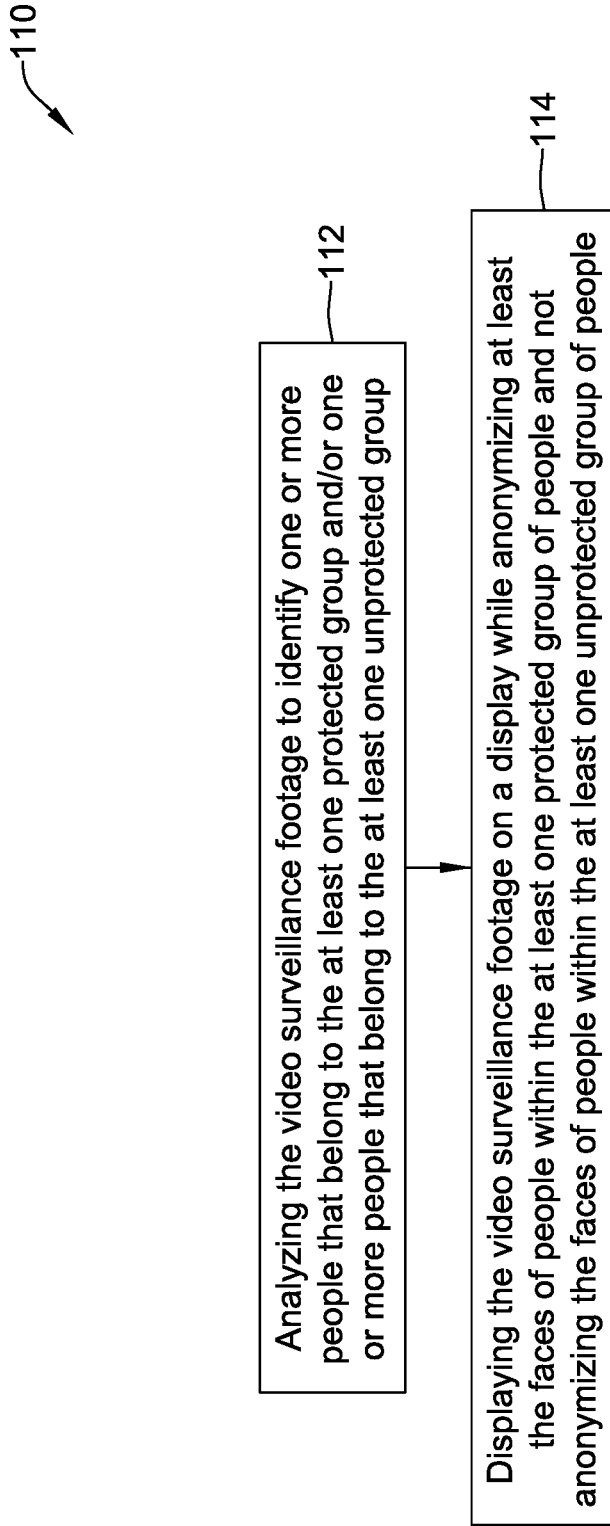 110
Analyzing the video surveillance footage to identify one or more
people that belong to the at least one protected group and/or one
or more people that belong to the at least one unprotected group
112
Displaying the video surveillance footage on a display while anonymizing at least
the faces of people within the at least one protected group of people and not
anonymizing the faces of people within the at least one unprotected group of people
114